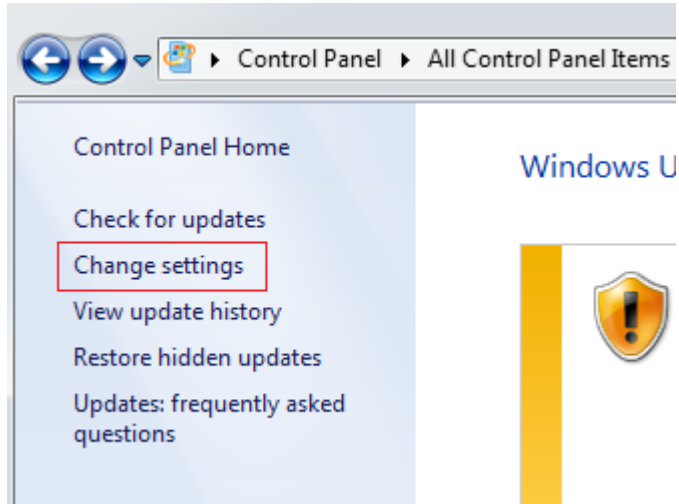 Control Panel ▸ All Control Panel Items
Control Panel Home
Windows U
Check for updates
Change settings
View update history
Restore hidden updates
Updates: frequently asked
questions